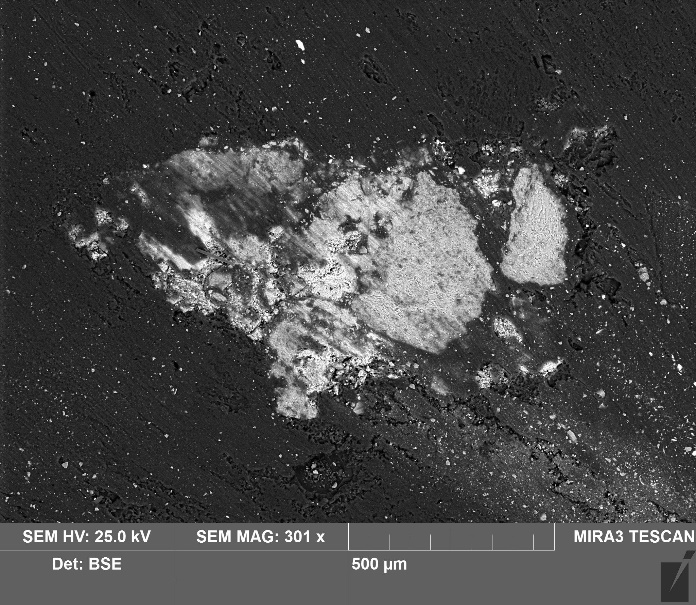 SEM HV: 25.0 kV SEM MAG: 301 x MIRA3 TESCAN
Det: BSE 500 µm